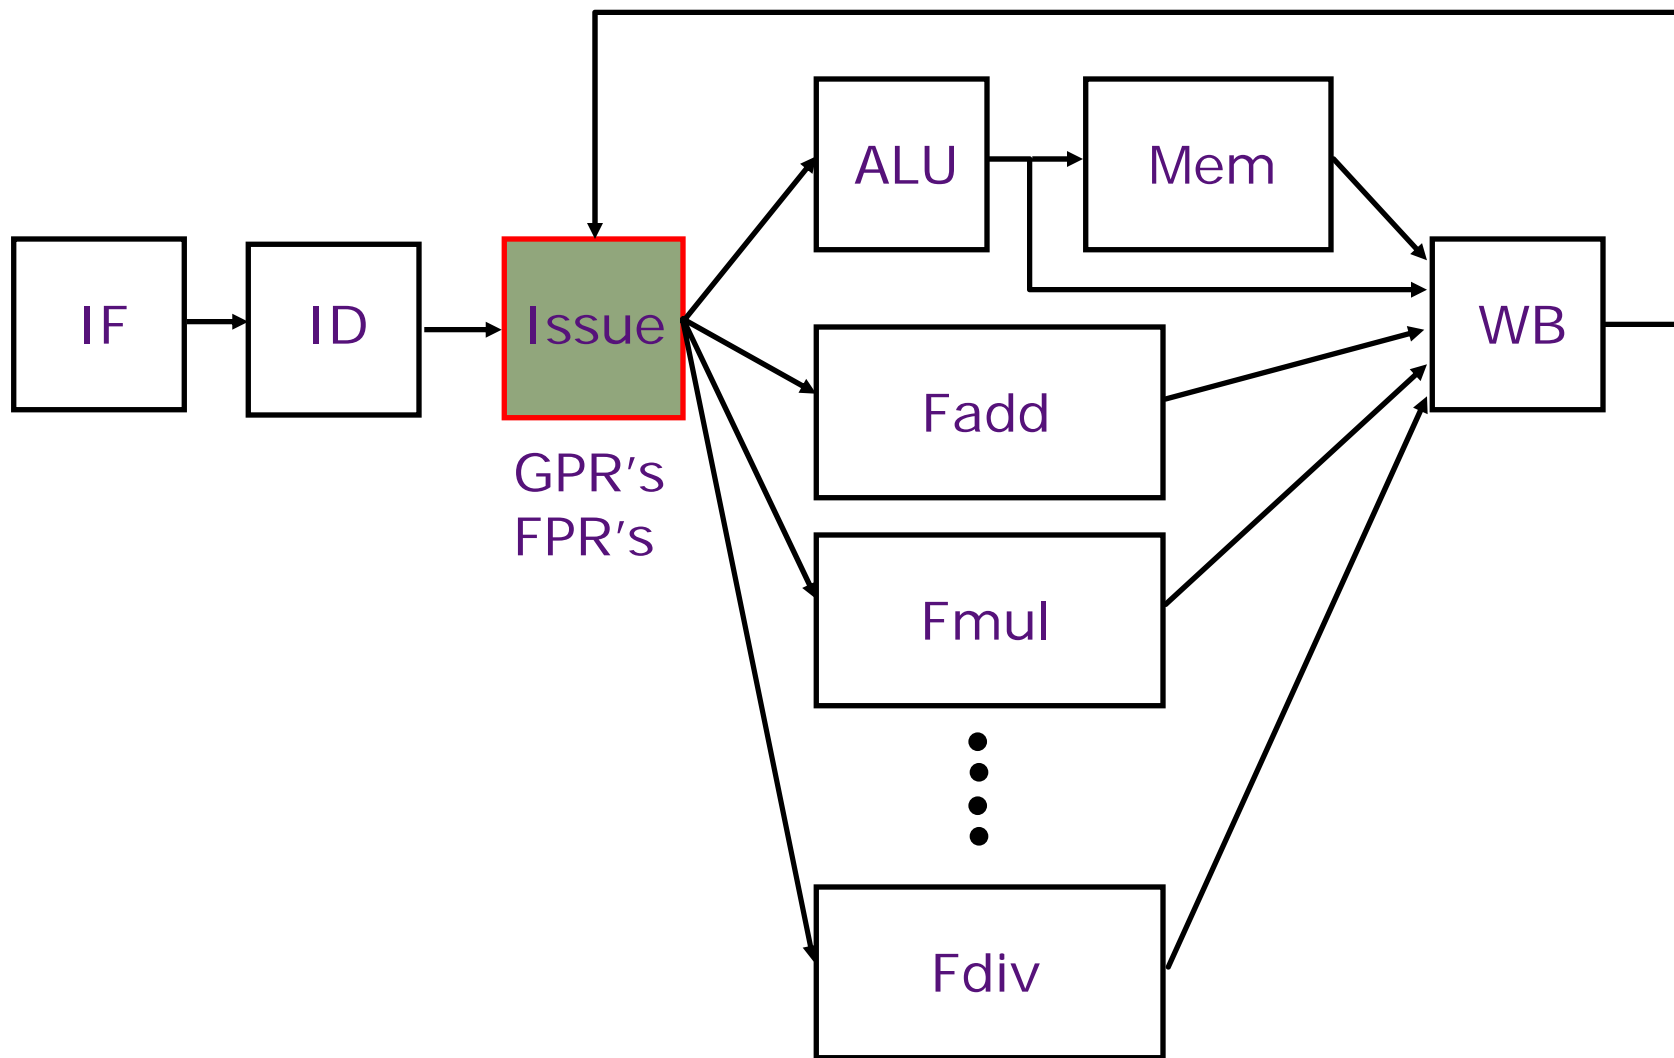 ALU
Mem
IF
ID
Issue
WB
Fadd
GPR's
FPR's
Fmul
Fdiv